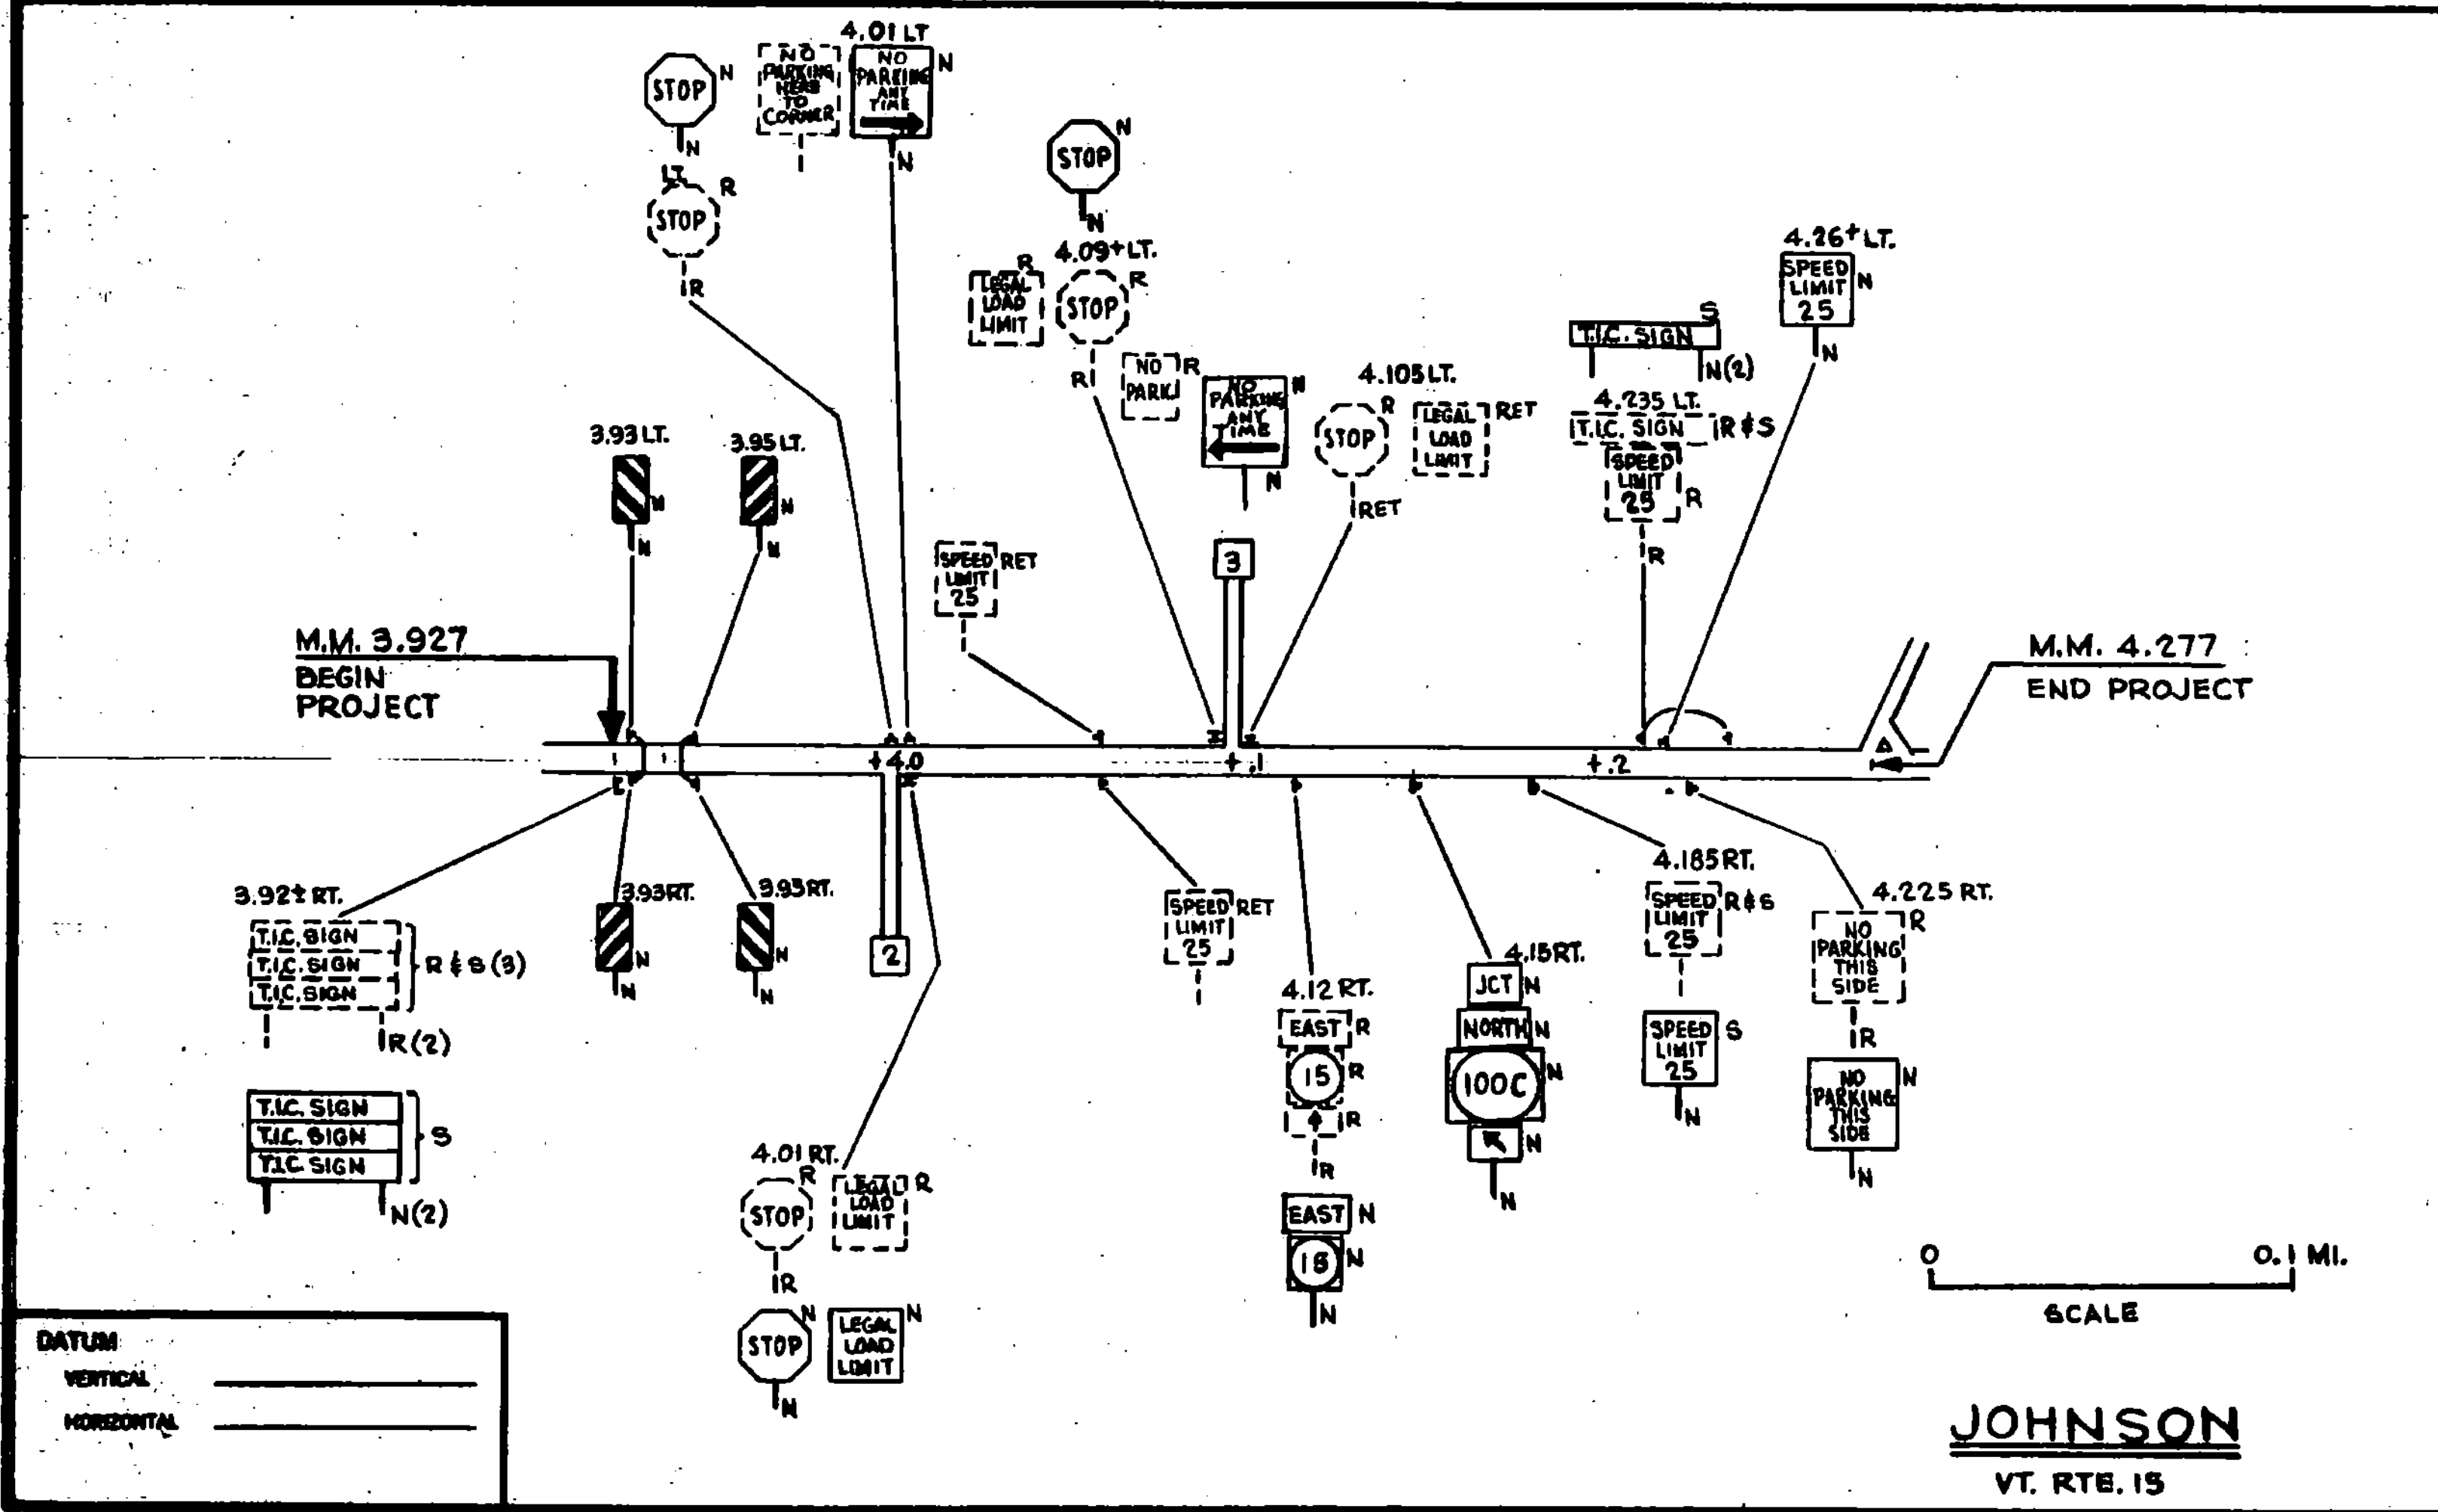 4.01 LT
NO
PARKING
HERE
TO
CORNER
NO
PARKING
ANY
TIME
N
N
STOP
N
N
LT.
STOP
R
R
STOP
N
N
4.09+ LT.
LEGAL
LOAD
LIMIT
R
STOP
R
R
NO
PARK
R
NO
PARKING
ANY
TIME
N
N
4.105 LT.
STOP
R
RET
LEGAL
LOAD
LIMIT
RET
4.26+ LT.
SPEED
LIMIT
25
N
N
T.I.C. SIGN
S
N(2)
4.235 LT.
T.I.C. SIGN
R & S
SPEED
LIMIT
25
R
R
3.93 LT.
N
N
3.95 LT.
N
N
SPEED
LIMIT
25
RET
3
M.M. 3.927
BEGIN
PROJECT
M.M. 4.277
END PROJECT
+4.0
+.1
+.2
3.92± RT.
T.I.C. SIGN
T.I.C. SIGN
T.I.C. SIGN
R & S (3)
R(2)
T.I.C. SIGN
T.I.C. SIGN
T.I.C. SIGN
S
N(2)
3.93 RT.
N
N
3.93 RT.
N
N
2
4.01 RT.
STOP
R
R
LEGAL
LOAD
LIMIT
R
STOP
N
N
LEGAL
LOAD
LIMIT
N
SPEED
LIMIT
25
RET
4.12 RT.
EAST
R
15
R
R
R
EAST
N
15
N
N
4.15 RT.
JCT
N
NORTH
N
100C
N
N
N
4.185 RT.
SPEED
LIMIT
25
R & S
SPEED
LIMIT
25
S
N
4.225 RT.
NO
PARKING
THIS
SIDE
R
R
NO
PARKING
THIS
SIDE
N
N
0 0.1 MI.
SCALE
DATUM
VERTICAL
HORIZONTAL
JOHNSON
VT. RTE. 15